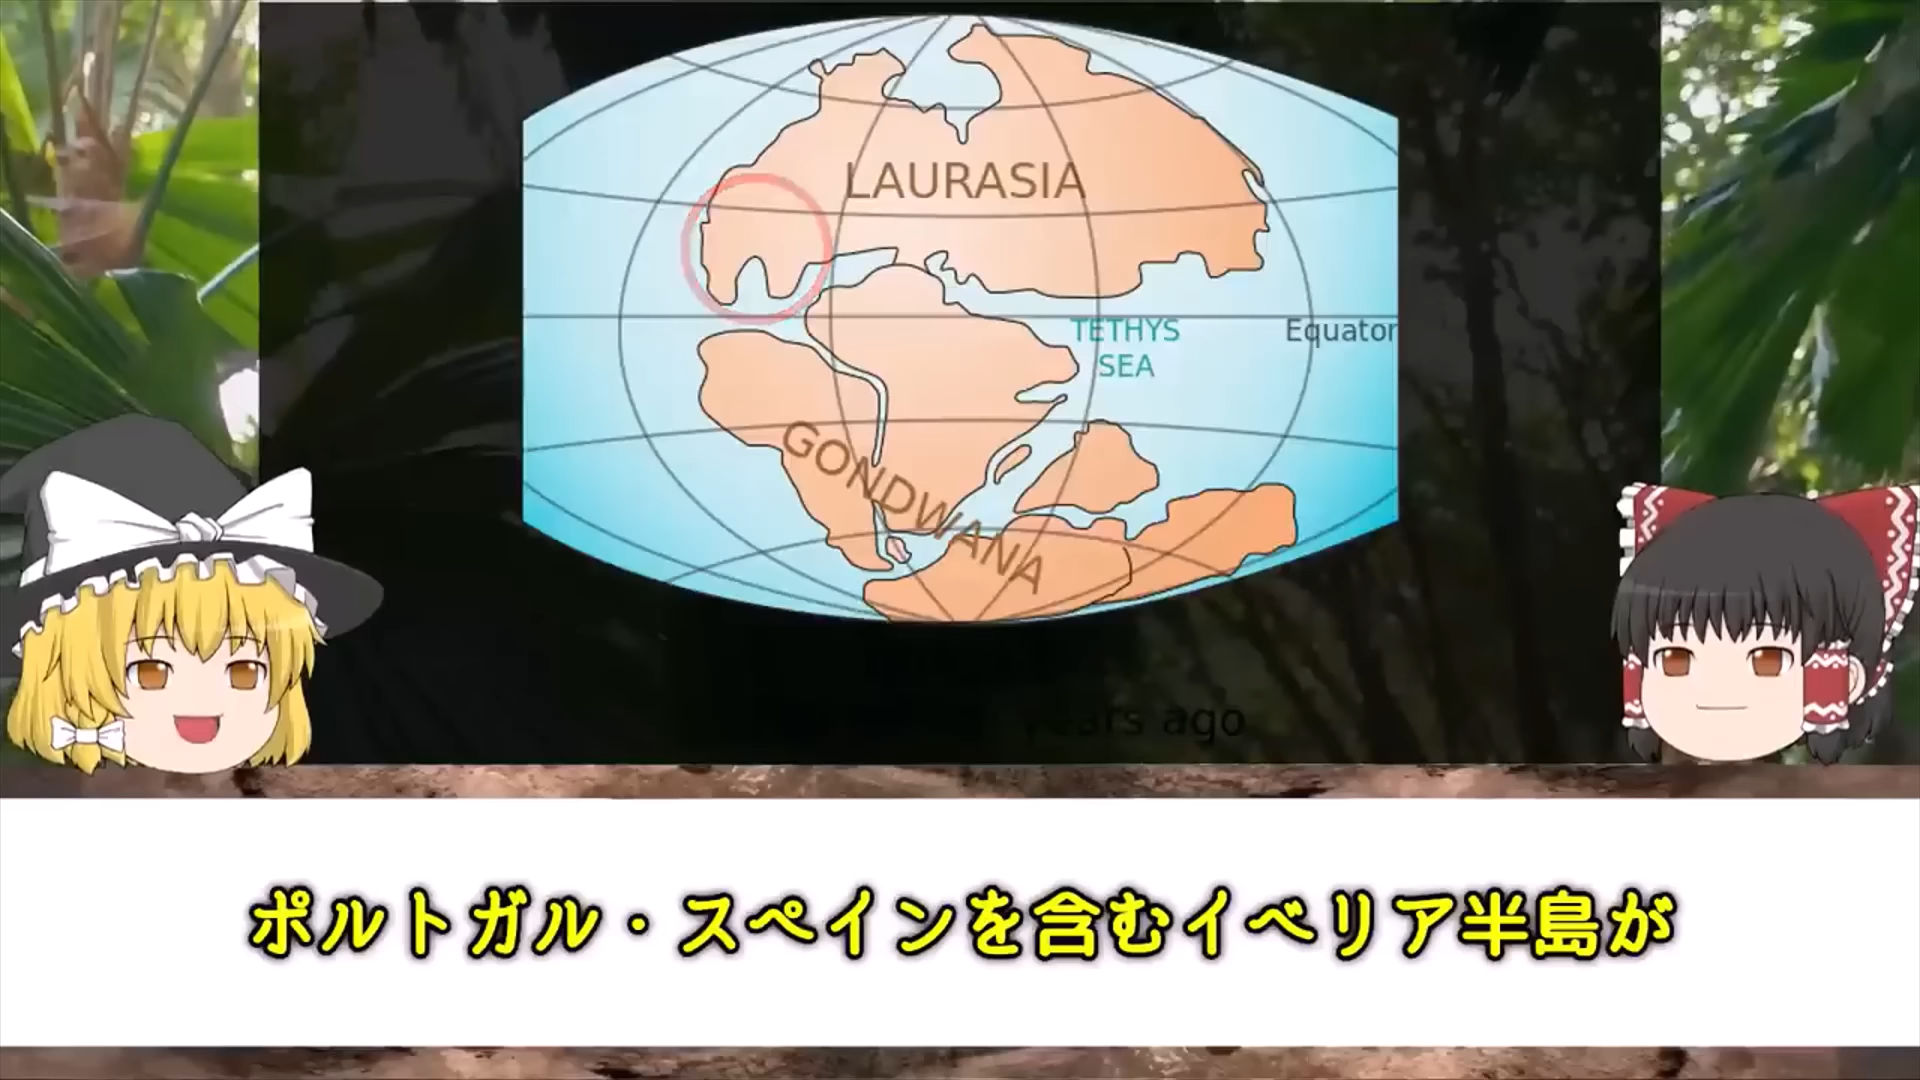 LAURASIA
TETHYS
SEA
Equator
GONDWANA
years ago
ポルトガル・スペインを含むイベリア半島が